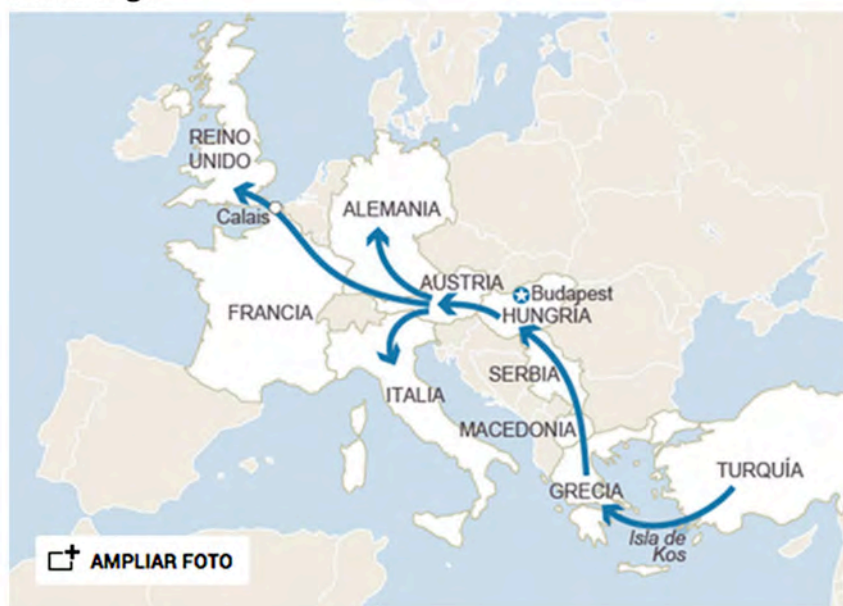 REINO
UNIDO
Calais
ALEMANIA
AUSTRIA
Budapest
HUNGRÍA
FRANCIA
SERBIA
ITALIA
MACEDONIA
GRECIA
TURQUÍA
Isla de
Kos
AMPLIAR FOTO